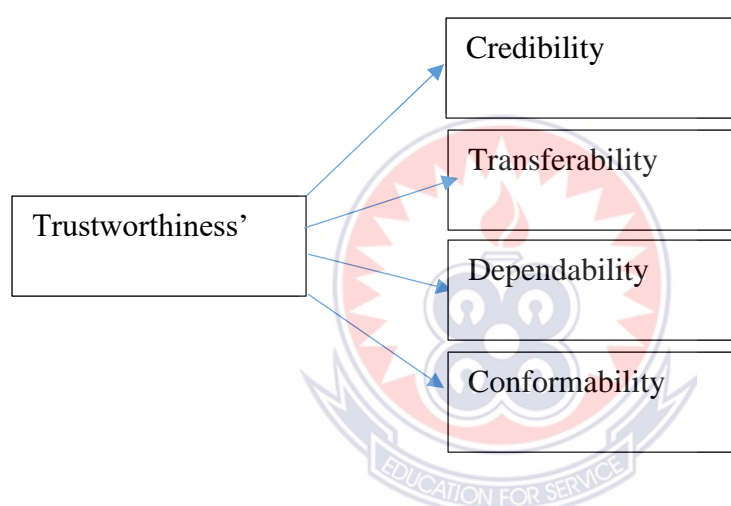 Credibility
Transferability
Trustworthiness’
Dependability
Conformability
EDUCATION FOR SERVICE